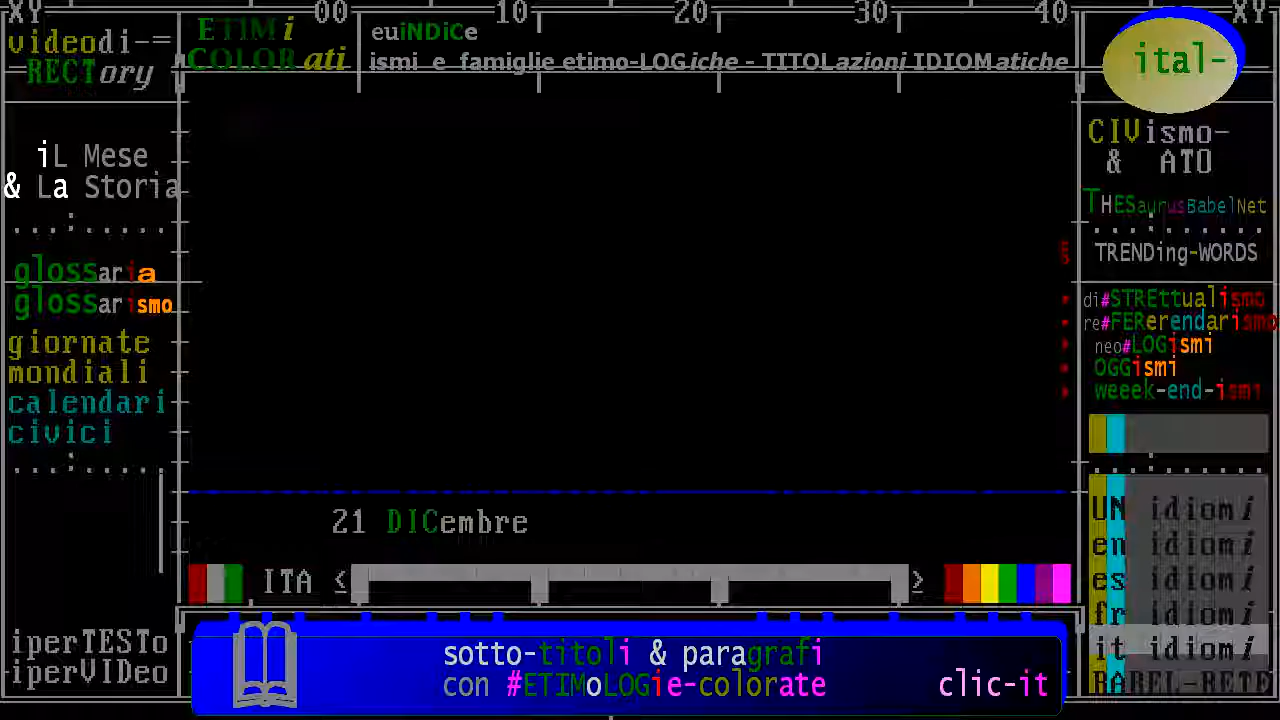 XY 00 10 20 30 40 XY
videodi-=
RECTory
ETIMi
COLORati
euiNDiCe
ismi e famiglie etimo-LOGiche - TITOLazioni IDIOMatiche
ital-
iL Mese
& La Storia
...:.....
glossaria
glossarismo
giornate
mondiali
calendari
civici
...:.....
iperTESTo
iperVIDeo
21 DICembre
ITA < >
sotto-titoli & paragrafi
con #ETIMoLOGie-colorate
clic-it
CIVismo-
& ATO
THESaurusBabelNet
TRENDing-WORDS
di#STREttualismo
re#FERerendarismo
neo#LOGismi
OGGismi
weeek-end-ismi
UN idiomi
en idiomi
es idiomi
fr idiomi
it idiomi
BABEL-RETE